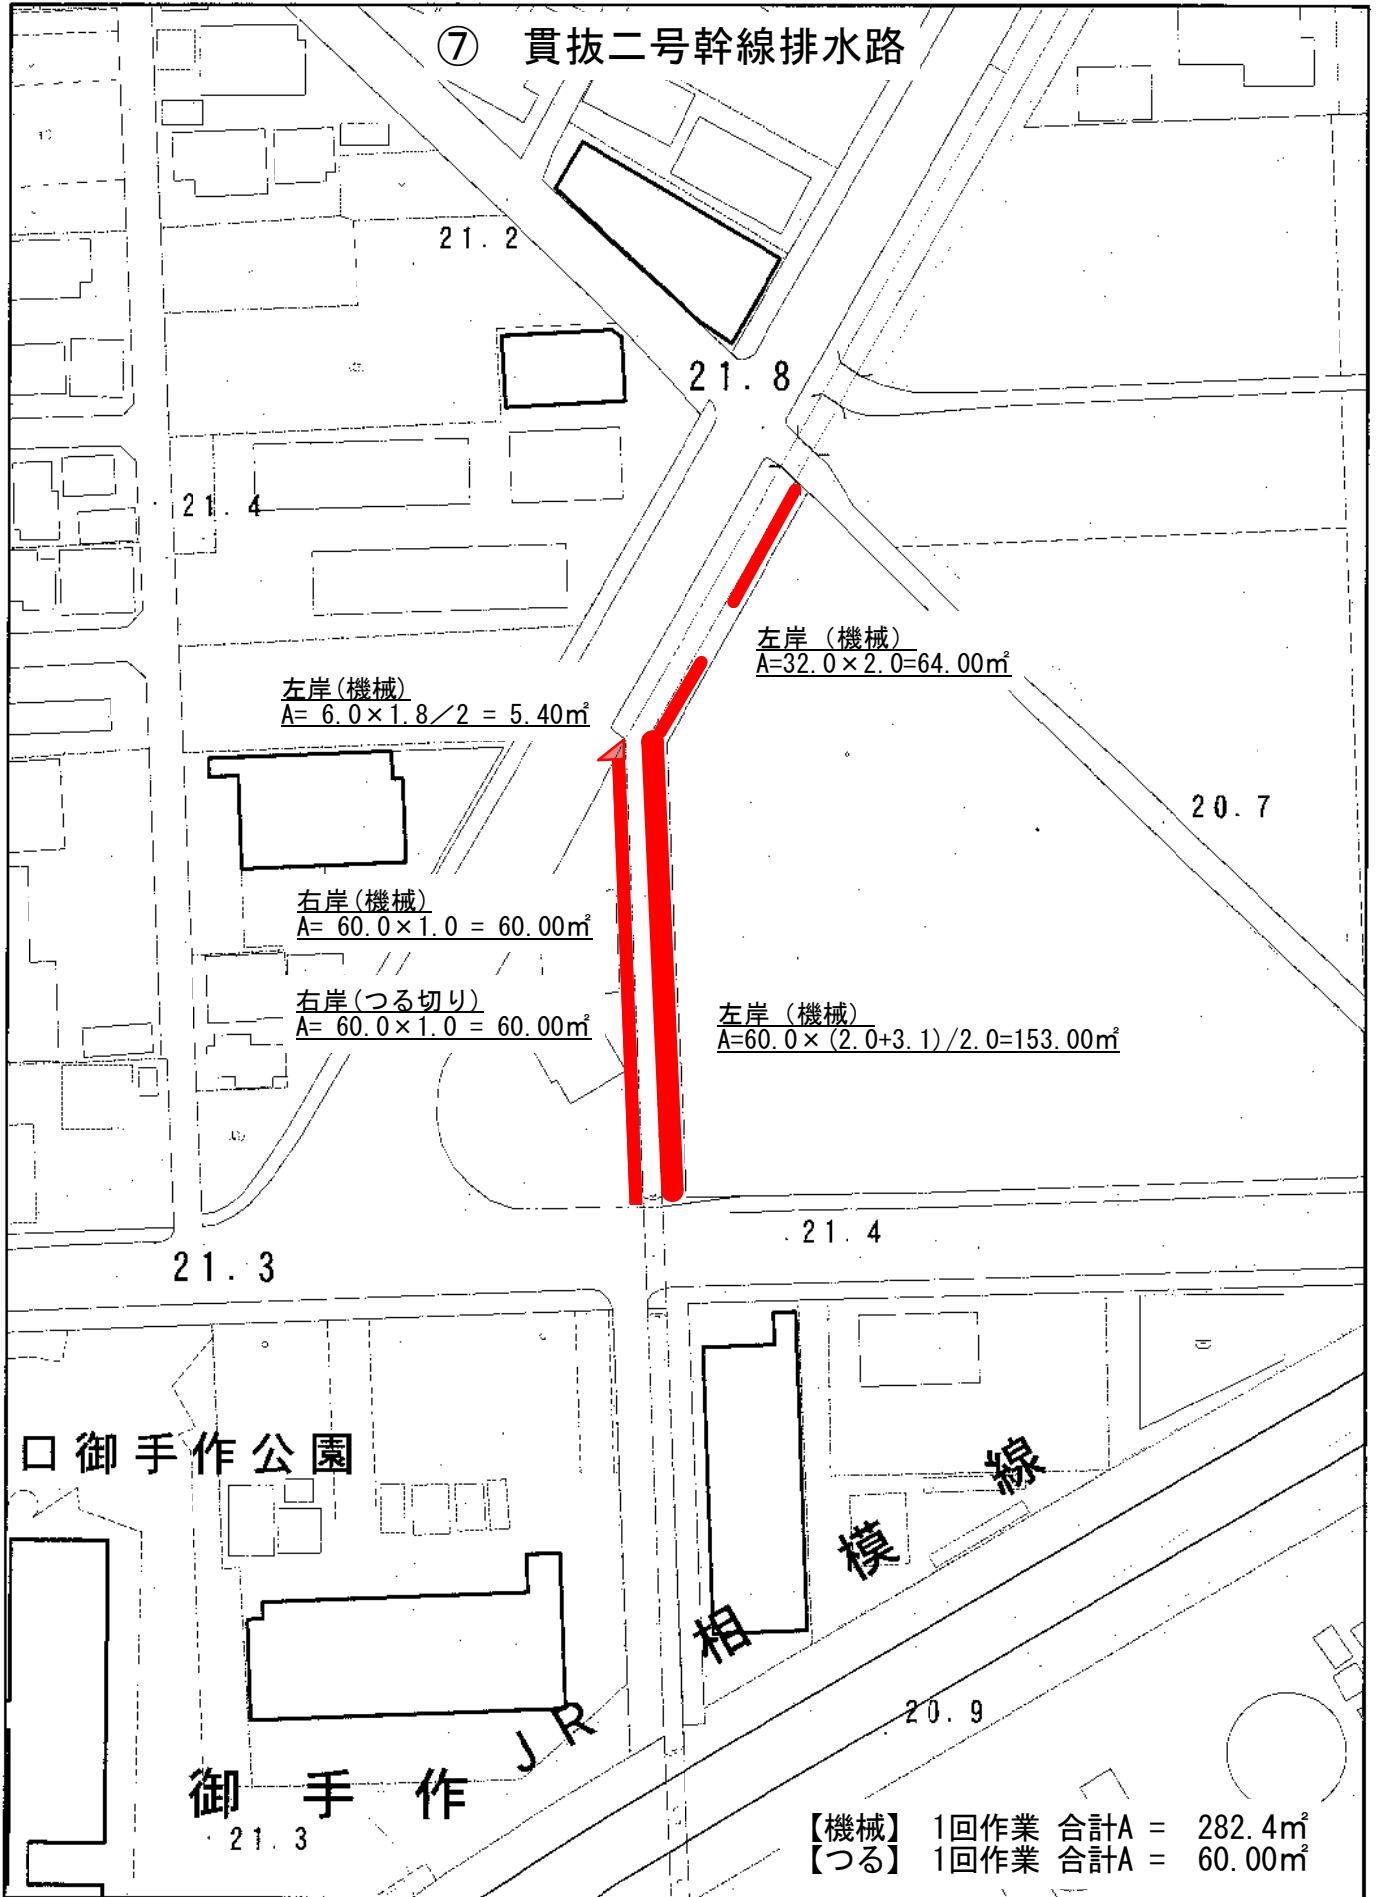 ⑦ 貫抜二号幹線排水路
21.2
21.8
21.4
左岸（機械）
A=32.0×2.0=64.00㎡
左岸(機械)
A= 6.0×1.8／2 = 5.40㎡
20.7
右岸(機械)
A= 60.0×1.0 = 60.00㎡
右岸(つる切り)
A= 60.0×1.0 = 60.00㎡
左岸（機械）
A=60.0×(2.0+3.1)/2.0=153.00㎡
21.4
21.3
口御手作公園
JR相模線
20.9
御手作
21.3
【機械】 1回作業 合計A = 282.4㎡
【つる】 1回作業 合計A = 60.00㎡